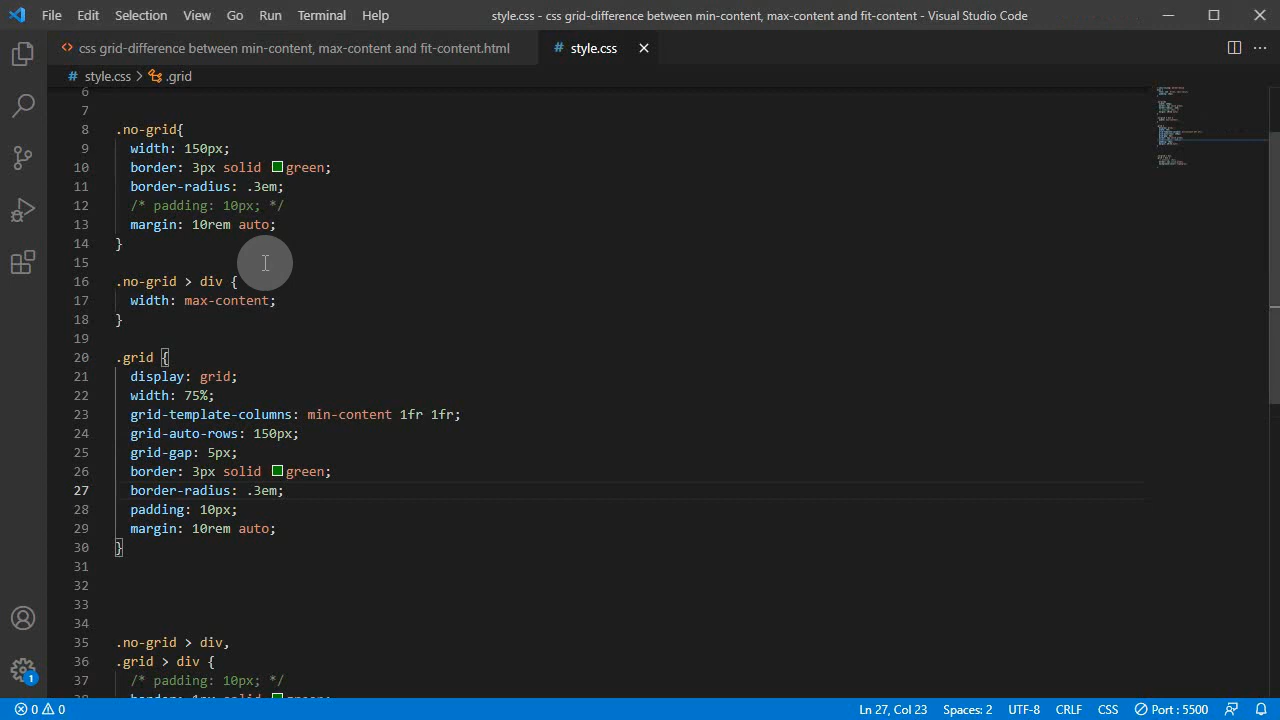 File Edit Selection View Go Run Terminal Help style.css - css grid-difference between min-content, max-content and fit-content - Visual Studio Code
css grid-difference between min-content, max-content and fit-content.html # style.css
# style.css > .grid
6
7
8 .no-grid{
9 width: 150px;
10 border: 3px solid green;
11 border-radius: .3em;
12 /* padding: 10px; */
13 margin: 10rem auto;
14 }
15
16 .no-grid > div {
17 width: max-content;
18 }
19
20 .grid {
21 display: grid;
22 width: 75%;
23 grid-template-columns: min-content 1fr 1fr;
24 grid-auto-rows: 150px;
25 grid-gap: 5px;
26 border: 3px solid green;
27 border-radius: .3em;
28 padding: 10px;
29 margin: 10rem auto;
30 }
31
32
33
34
35 .no-grid > div,
36 .grid > div {
37 /* padding: 10px; */
38 border: 1px solid green;
1
0 0 Ln 27, Col 23 Spaces: 2 UTF-8 CRLF CSS Port : 5500